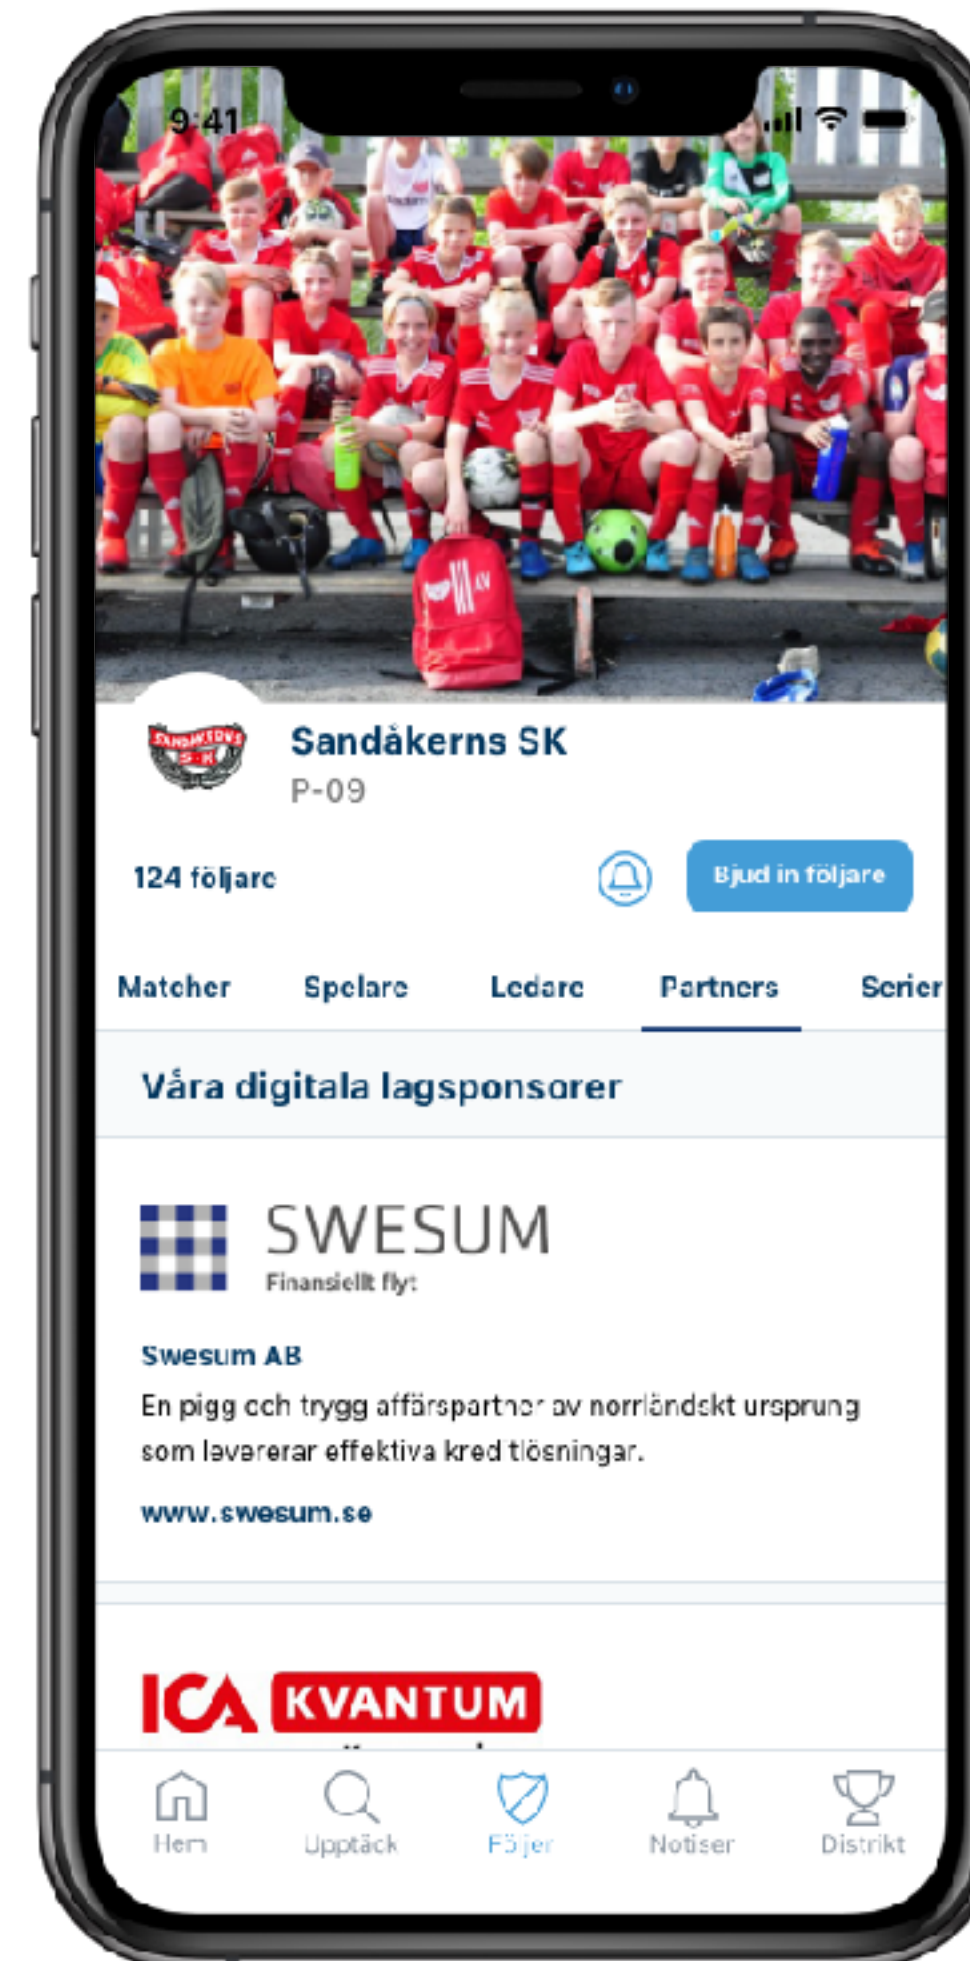 9:41
SANDÅKERNS
S-K
Sandåkerns SK
P-09
124 följare
Bjud in följare
Matcher
Spelare
Ledare
Partners
Serier
Våra digitala lagsponsorer
SWESUM
Finansiellt flyt
Swesum AB
En pigg och trygg affärspartner av norrländskt ursprung
som levererar effektiva kreditlösningar.
www.swesum.se
ICA KVANTUM
Hem
Upptäck
Följer
Notiser
Distrikt